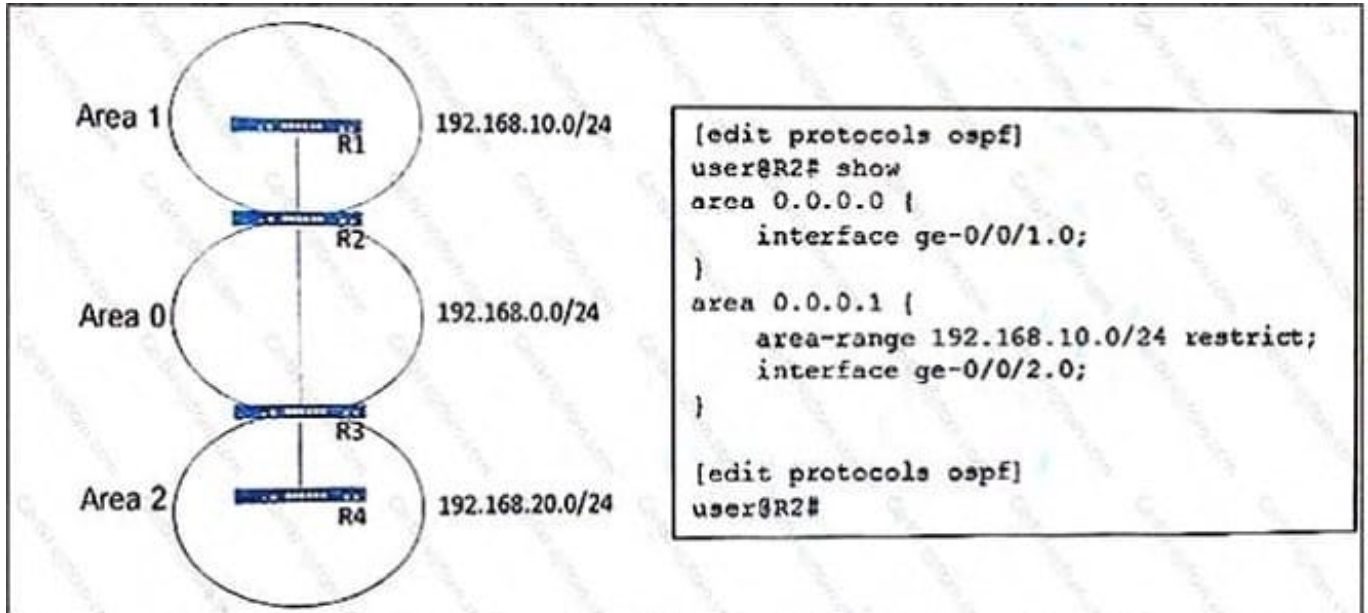 Area 1
R1
192.168.10.0/24
R2
Area 0
192.168.0.0/24
R3
Area 2
R4
192.168.20.0/24
[edit protocols ospf]
user@R2# show
area 0.0.0.0 {
    interface ge-0/0/1.0;
}
area 0.0.0.1 {
    area-range 192.168.10.0/24 restrict;
    interface ge-0/0/2.0;
}
[edit protocols ospf]
user@R2#